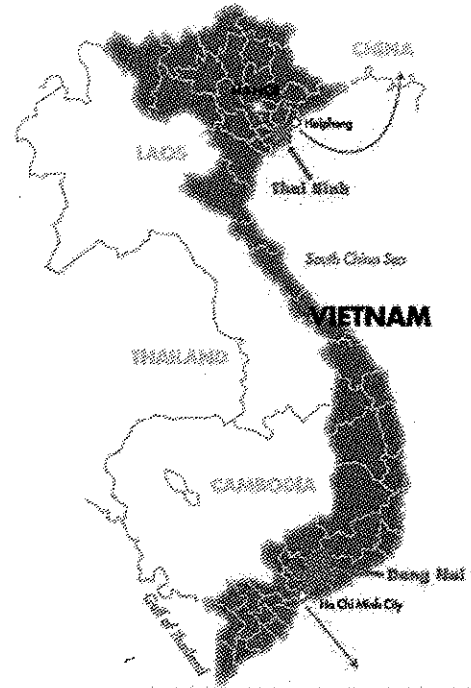 CHINA
HANOI
Haiphong
LAOS
Thai Binh
South China Sea
VIETNAM
THAILAND
CAMBODIA
Dong Nai
Ho Chi Minh City
Gulf of Thailand